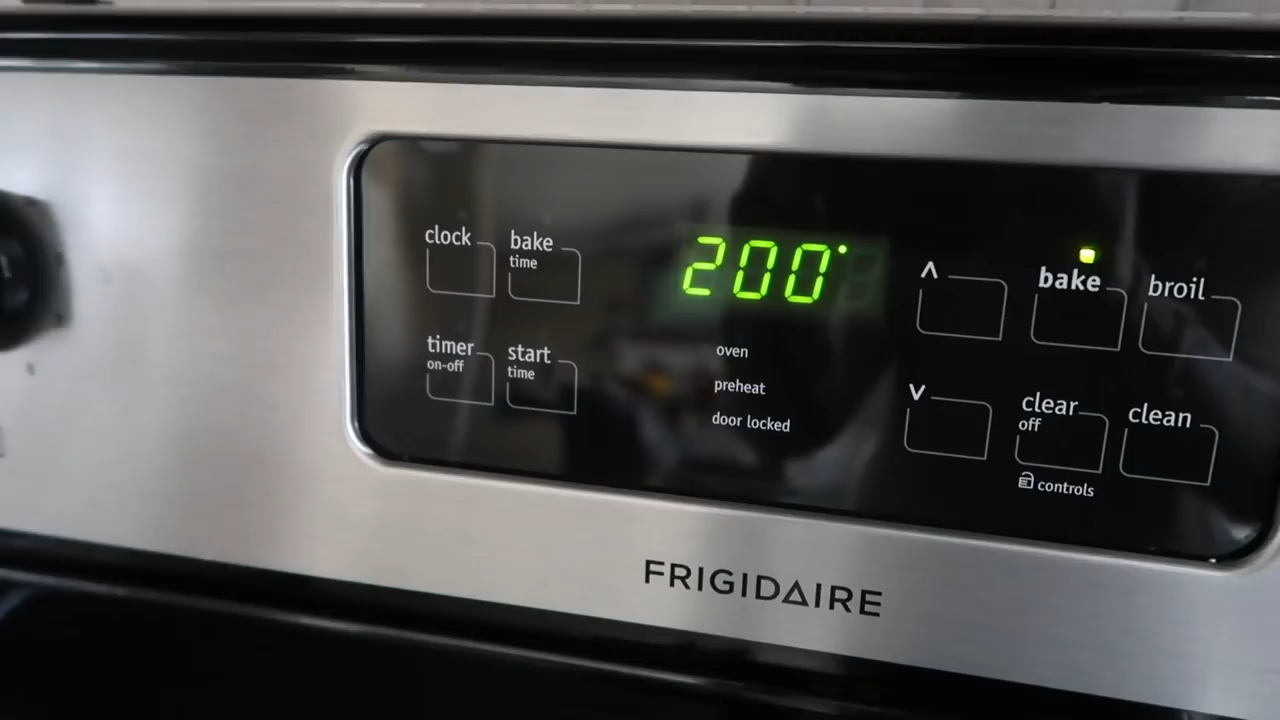 clock
bake
time
200°
^
bake
broil
timer
on-off
start
time
oven
preheat
door locked
v
clear
off
clean
controls
FRIGIDAIRE